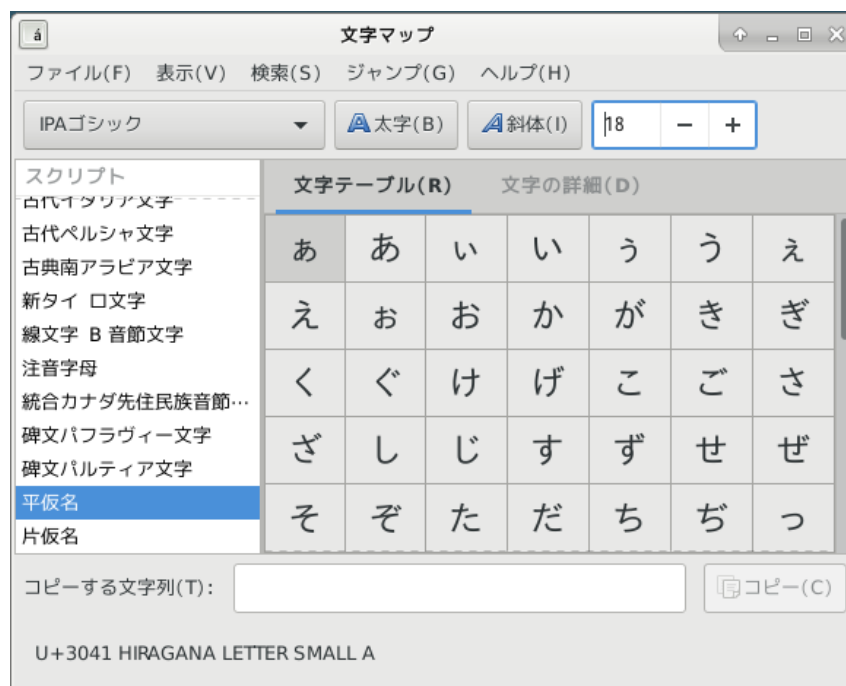 á 文字マップ
ファイル(F) 表示(V) 検索(S) ジャンプ(G) ヘルプ(H)
IPAゴシック A 太字(B) A 斜体(I) 18 − +
スクリプト
古代イタリア文字
古代ペルシャ文字
古典南アラビア文字
新タイ ロ文字
線文字 B 音節文字
注音字母
統合カナダ先住民族音節…
碑文パフラヴィー文字
碑文パルティア文字
平仮名
片仮名
文字テーブル(R) 文字の詳細(D)
ぁ あ ぃ い ぅ う ぇ
え ぉ お か が き ぎ
く ぐ け げ こ ご さ
ざ し じ す ず せ ぜ
そ ぞ た だ ち ぢ っ
コピーする文字列(T): コピー(C)
U+3041 HIRAGANA LETTER SMALL A